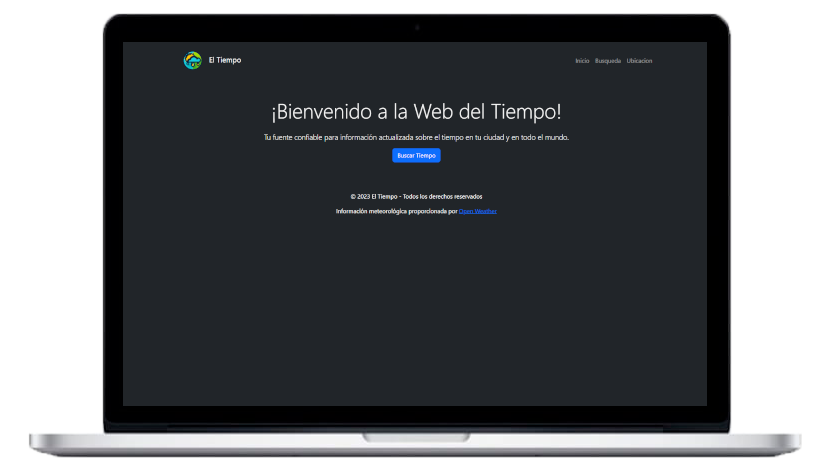 El Tiempo
Inicio Busqueda Ubicacion
¡Bienvenido a la Web del Tiempo!
Tu fuente confiable para información actualizada sobre el tiempo en tu ciudad y en todo el mundo.
Buscar Tiempo
© 2023 El Tiempo - Todos los derechos reservados
Información meteorológica proporcionada por Open Weather